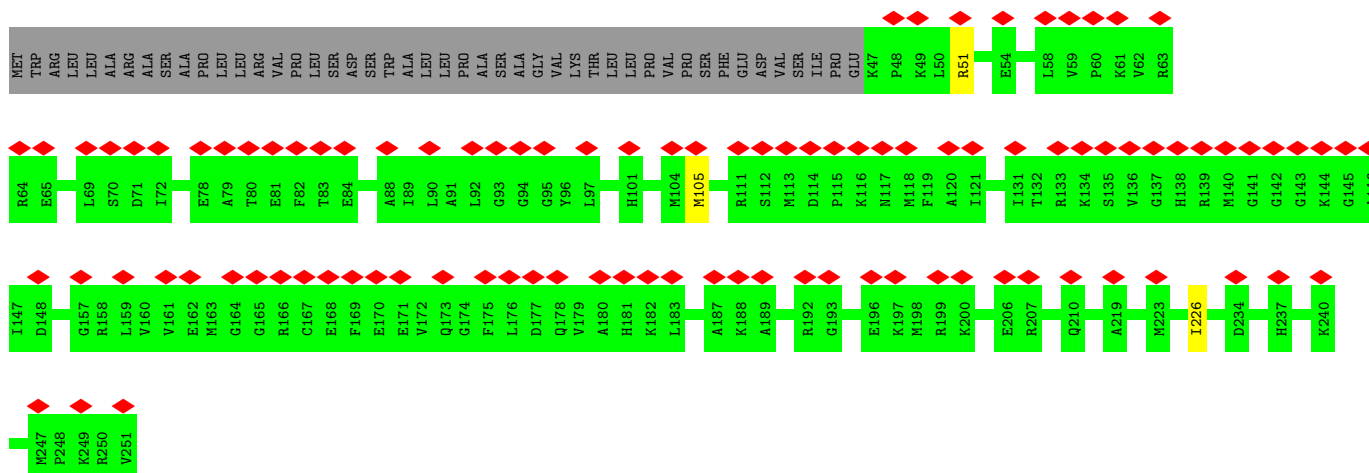 MET TRP ARG LEU LEU ALA ARG ALA SER ALA PRO LEU LEU ARG VAL PRO LEU SER ASP SER TRP ALA LEU LEU PRO ALA SER ALA GLY VAL LYS THR LEU LEU PRO VAL PRO SER PHE GLU ASP VAL SER ILE PRO GLU K47 P48 K49 L50 R51 E54 L58 V59 P60 K61 V62 R63
R64 E65 L69 S70 D71 I72 E78 A79 T80 E81 F82 T83 E84 A88 I89 L90 A91 L92 G93 G94 G95 Y96 L97 H101 M104 M105 R111 S112 M113 D114 P115 K116 N117 M118 F119 A120 I121 I131 T132 R133 K134 S135 V136 G137 H138 R139 M140 G141 G142 G143 K144 G145
I147 D148 G157 R158 L159 V160 V161 E162 M163 G164 G165 R166 C167 E168 F169 E170 E171 V172 Q173 G174 F175 L176 D177 Q178 V179 A180 H181 K182 L183 A187 K188 A189 R192 G193 E196 K197 M198 R199 K200 E206 R207 Q210 A219 M223 I226 D234 H237 K240
M247 P248 K249 R250 V251